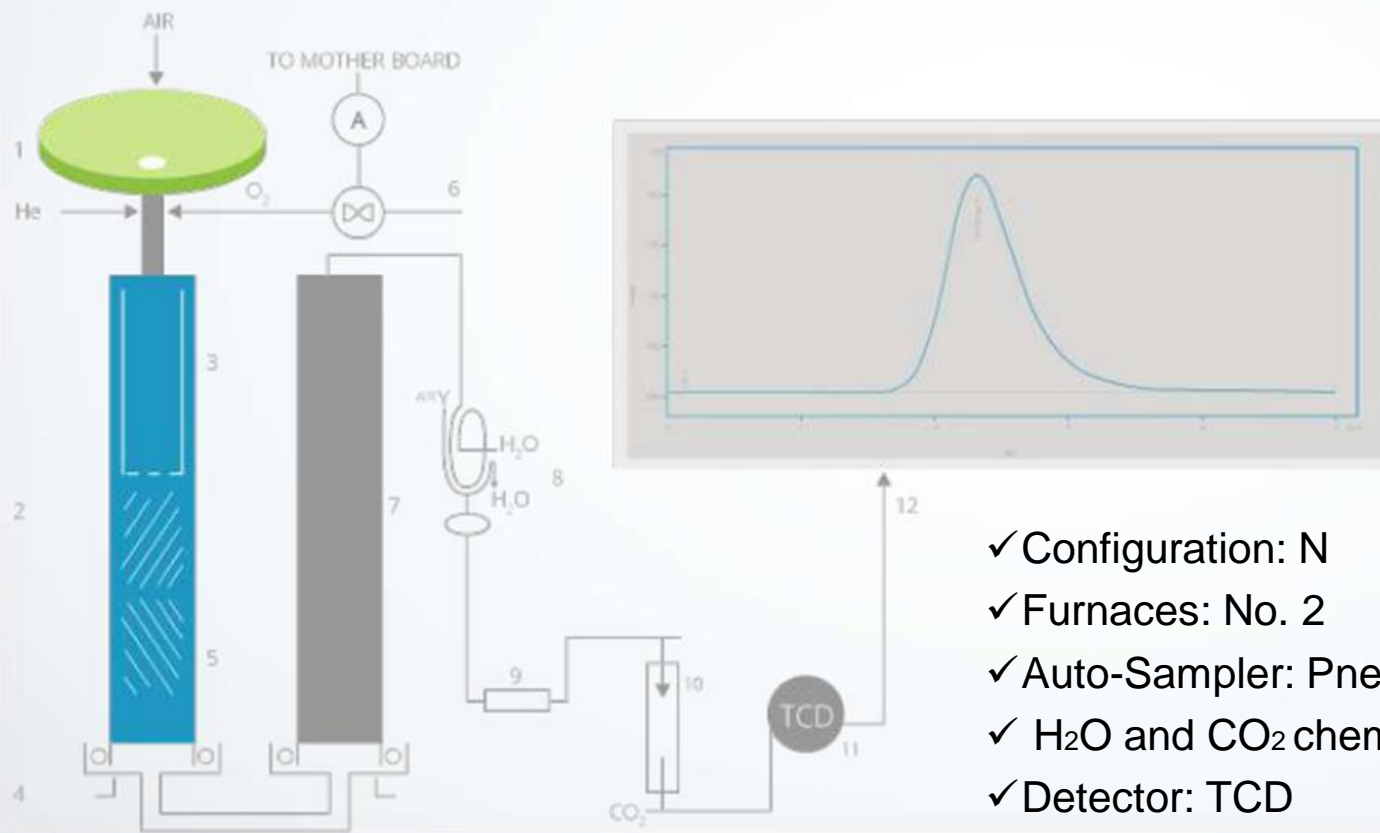 AIR
TO MOTHER BOARD
A
1
O₂
6
He
3
H₂O
8
H₂O
2
7
12
5
9
10
TCD
11
4
CO₂
✓Configuration: N
✓Furnaces: No. 2
✓Auto-Sampler: Pne
✓ H₂O and CO₂ chem
✓Detector: TCD